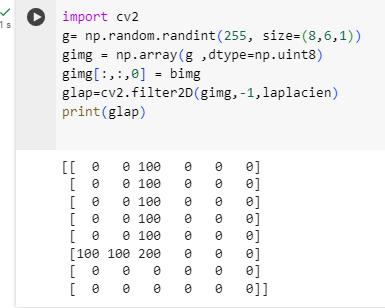 1 s
import cv2
g= np.random.randint(255, size=(8,6,1))
gimg = np.array(g ,dtype=np.uint8)
gimg[:,:,0] = bimg
glap=cv2.filter2D(gimg,-1,laplacien)
print(glap)
[[  0   0 100   0   0   0]
 [  0   0 100   0   0   0]
 [  0   0 100   0   0   0]
 [  0   0 100   0   0   0]
 [  0   0 100   0   0   0]
 [100 100 200   0   0   0]
 [  0   0   0   0   0   0]
 [  0   0   0   0   0   0]]